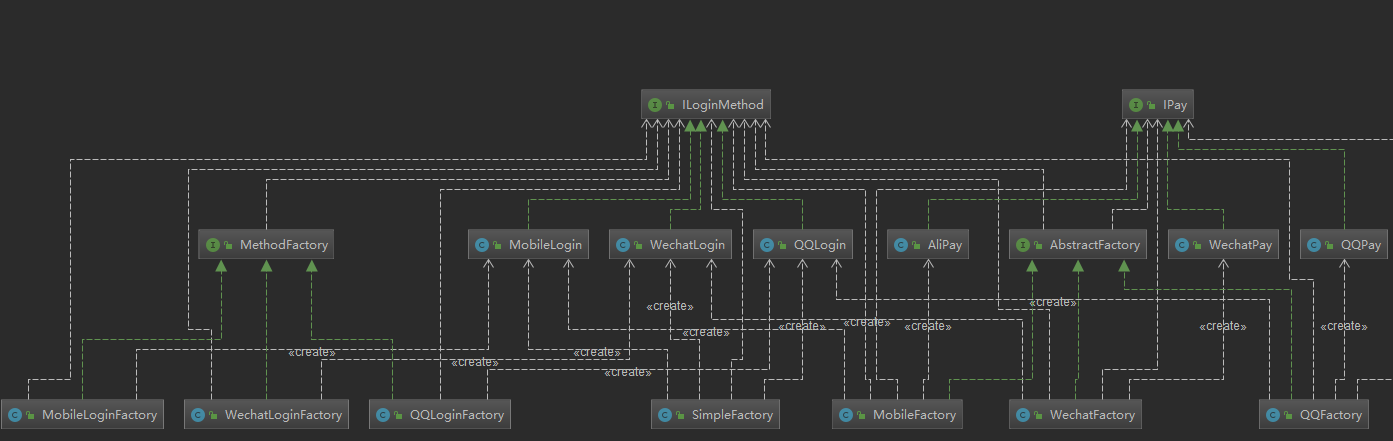 ILoginMethod
IPay
MethodFactory
MobileLogin
WechatLogin
QQLogin
AliPay
AbstractFactory
WechatPay
QQPay
«create»
«create»
«create»
«create»
«create»
«create»
«create»
«create»
«create»
«create»
«create»
MobileLoginFactory
WechatLoginFactory
QQLoginFactory
SimpleFactory
MobileFactory
WechatFactory
QQFactory